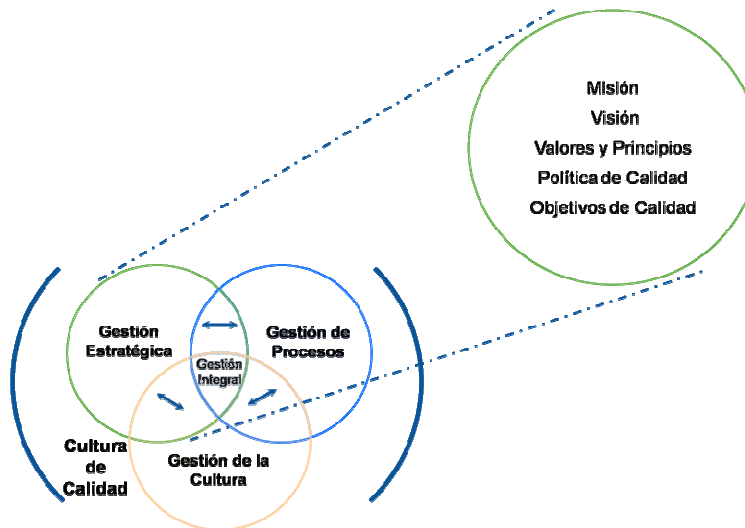 Misión
Visión
Valores y Principios
Política de Calidad
Objetivos de Calidad
Gestión
Estratégica
Gestión de
Procesos
Gestión
Integral
Cultura
de
Calidad
Gestión de la
Cultura